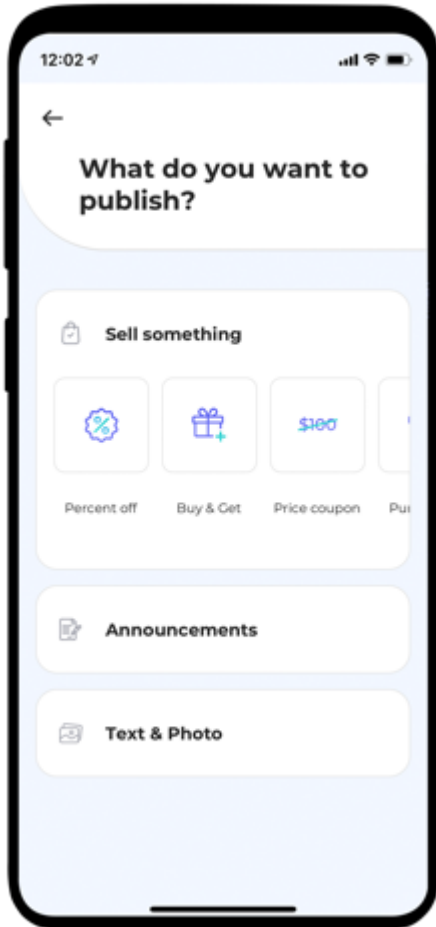 12:02
What do you want to
publish?
Sell something
$100
Percent off
Buy & Get
Price coupon
Announcements
Text & Photo